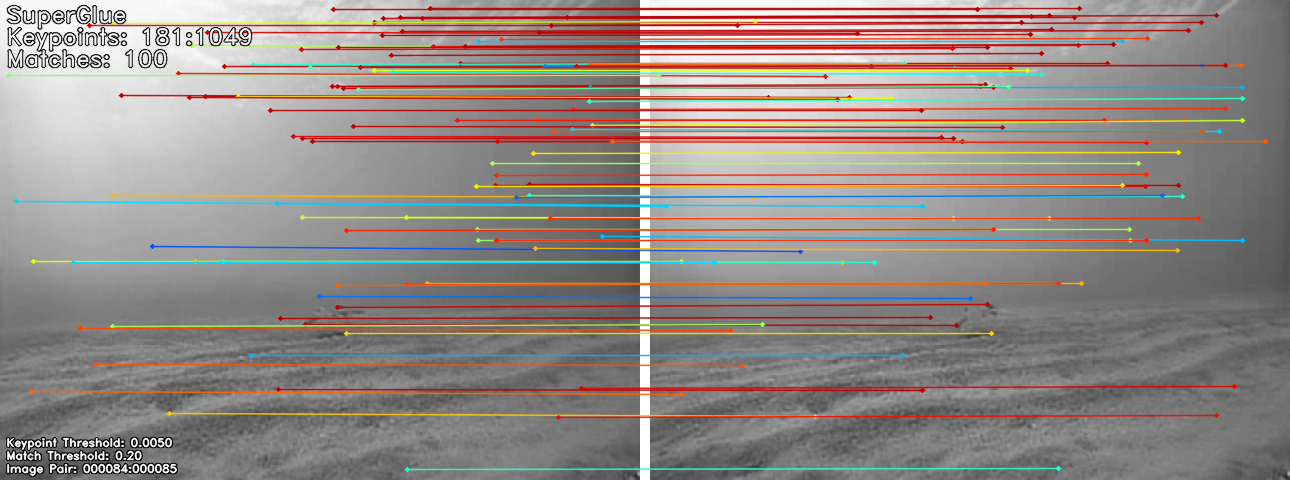 SuperGlue
Keypoints: 181:1049
Matches: 100
Keypoint Threshold: 0.0050
Match Threshold: 0.20
Image Pair: 000084:000085